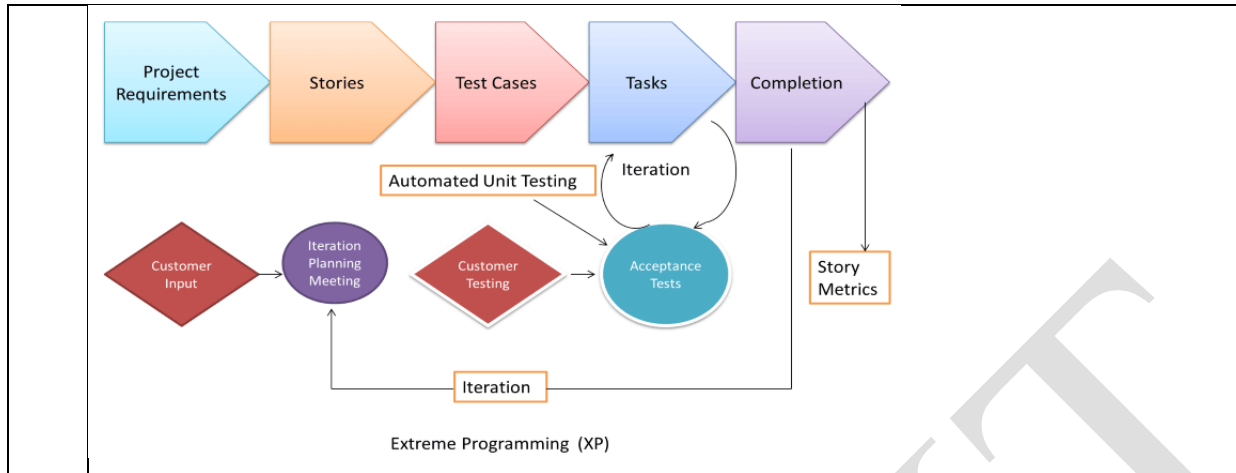 Project
Requirements
Stories
Test Cases
Tasks
Completion
Automated Unit Testing
Iteration
Customer
Input
Iteration
Planning
Meeting
Customer
Testing
Acceptance
Tests
Story
Metrics
Iteration
Extreme Programming (XP)